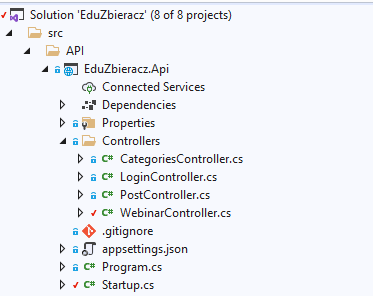 Solution 'EduZbieracz' (8 of 8 projects)
src
API
EduZbieracz.Api
Connected Services
Dependencies
Properties
Controllers
C# CategoriesController.cs
C# LoginController.cs
C# PostController.cs
C# WebinarController.cs
.gitignore
appsettings.json
C# Program.cs
C# Startup.cs